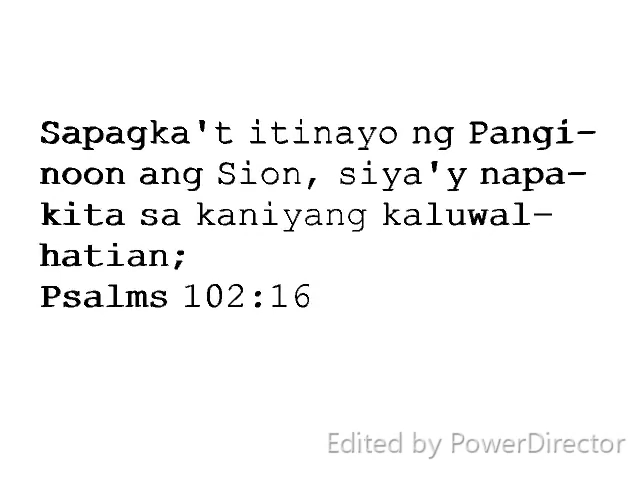 Sapagka't itinayo ng Pangi-
noon ang Sion, siya'y napa-
kita sa kaniyang kaluwal-
hatian;
Psalms 102:16
Edited by PowerDirector